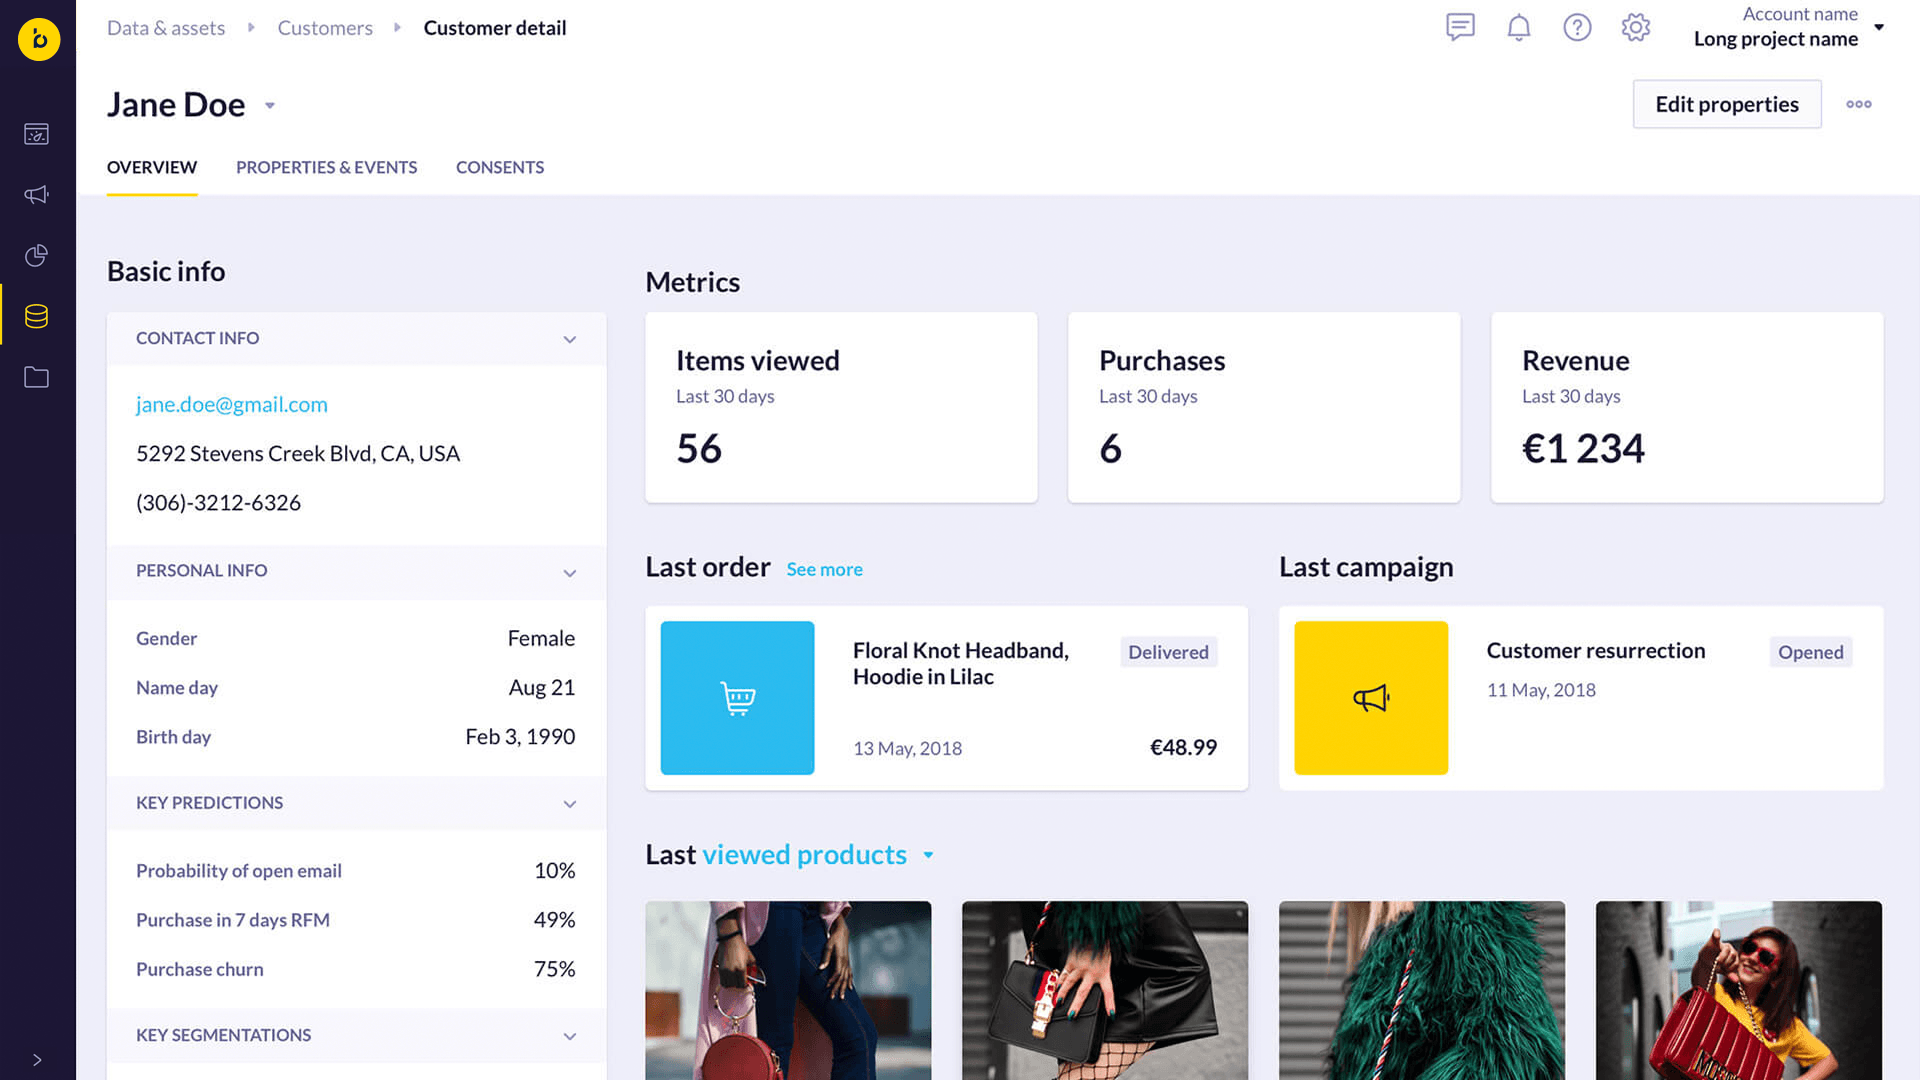 b
Data & assets
Customers
Customer detail
Account name
Long project name
Jane Doe
Edit properties
OVERVIEW
PROPERTIES & EVENTS
CONSENTS
Basic info
CONTACT INFO
jane.doe@gmail.com
5292 Stevens Creek Blvd, CA, USA
(306)-3212-6326
PERSONAL INFO
Gender Female
Name day Aug 21
Birth day Feb 3, 1990
KEY PREDICTIONS
Probability of open email 10%
Purchase in 7 days RFM 49%
Purchase churn 75%
KEY SEGMENTATIONS
Metrics
Items viewed
Last 30 days
56
Purchases
Last 30 days
6
Revenue
Last 30 days
€1 234
Last order See more
Floral Knot Headband,
Hoodie in Lilac
Delivered
13 May, 2018 €48.99
Last campaign
Customer resurrection
Opened
11 May, 2018
Last viewed products